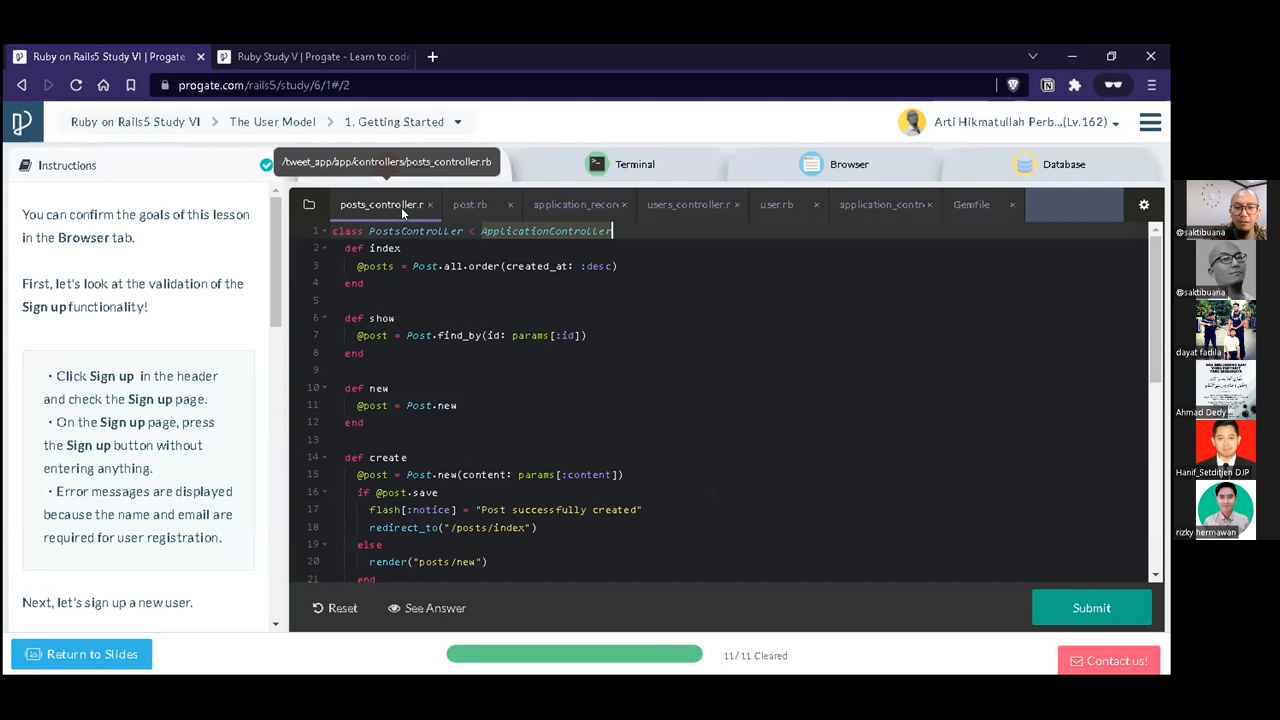 Ruby on Rails5 Study VI | Progate
Ruby Study V | Progate - Learn to code
progate.com/rails5/study/6/1#/2
Ruby on Rails5 Study VI
The User Model
1. Getting Started
Arti Hikmatullah Perb...(Lv.162)
Instructions
/tweet_app/app/controllers/posts_controller.rb
Terminal
Browser
Database
posts_controller.r
post.rb
application_recor
users_controller.r
user.rb
application_contr
Gemfile
You can confirm the goals of this lesson
in the Browser tab.
First, let's look at the validation of the
Sign up functionality!
・Click Sign up in the header
and check the Sign up page.
・On the Sign up page, press
the Sign up button without
entering anything.
・Error messages are displayed
because the name and email are
required for user registration.
Next, let's sign up a new user.
1 class PostsController < ApplicationController
2 def index
3 @posts = Post.all.order(created_at: :desc)
4 end
5
6 def show
7 @post = Post.find_by(id: params[:id])
8 end
9
10 def new
11 @post = Post.new
12 end
13
14 def create
15 @post = Post.new(content: params[:content])
16 if @post.save
17 flash[:notice] = "Post successfully created"
18 redirect_to("/posts/index")
19 else
20 render("posts/new")
21 end
Reset
See Answer
Submit
Return to Slides
11/11 Cleared
Contact us!
@saktibuana
@saktibuana
dayat fadila
Ahmad Dedy
Hanif_Setditjen DJP
rizky hermawan